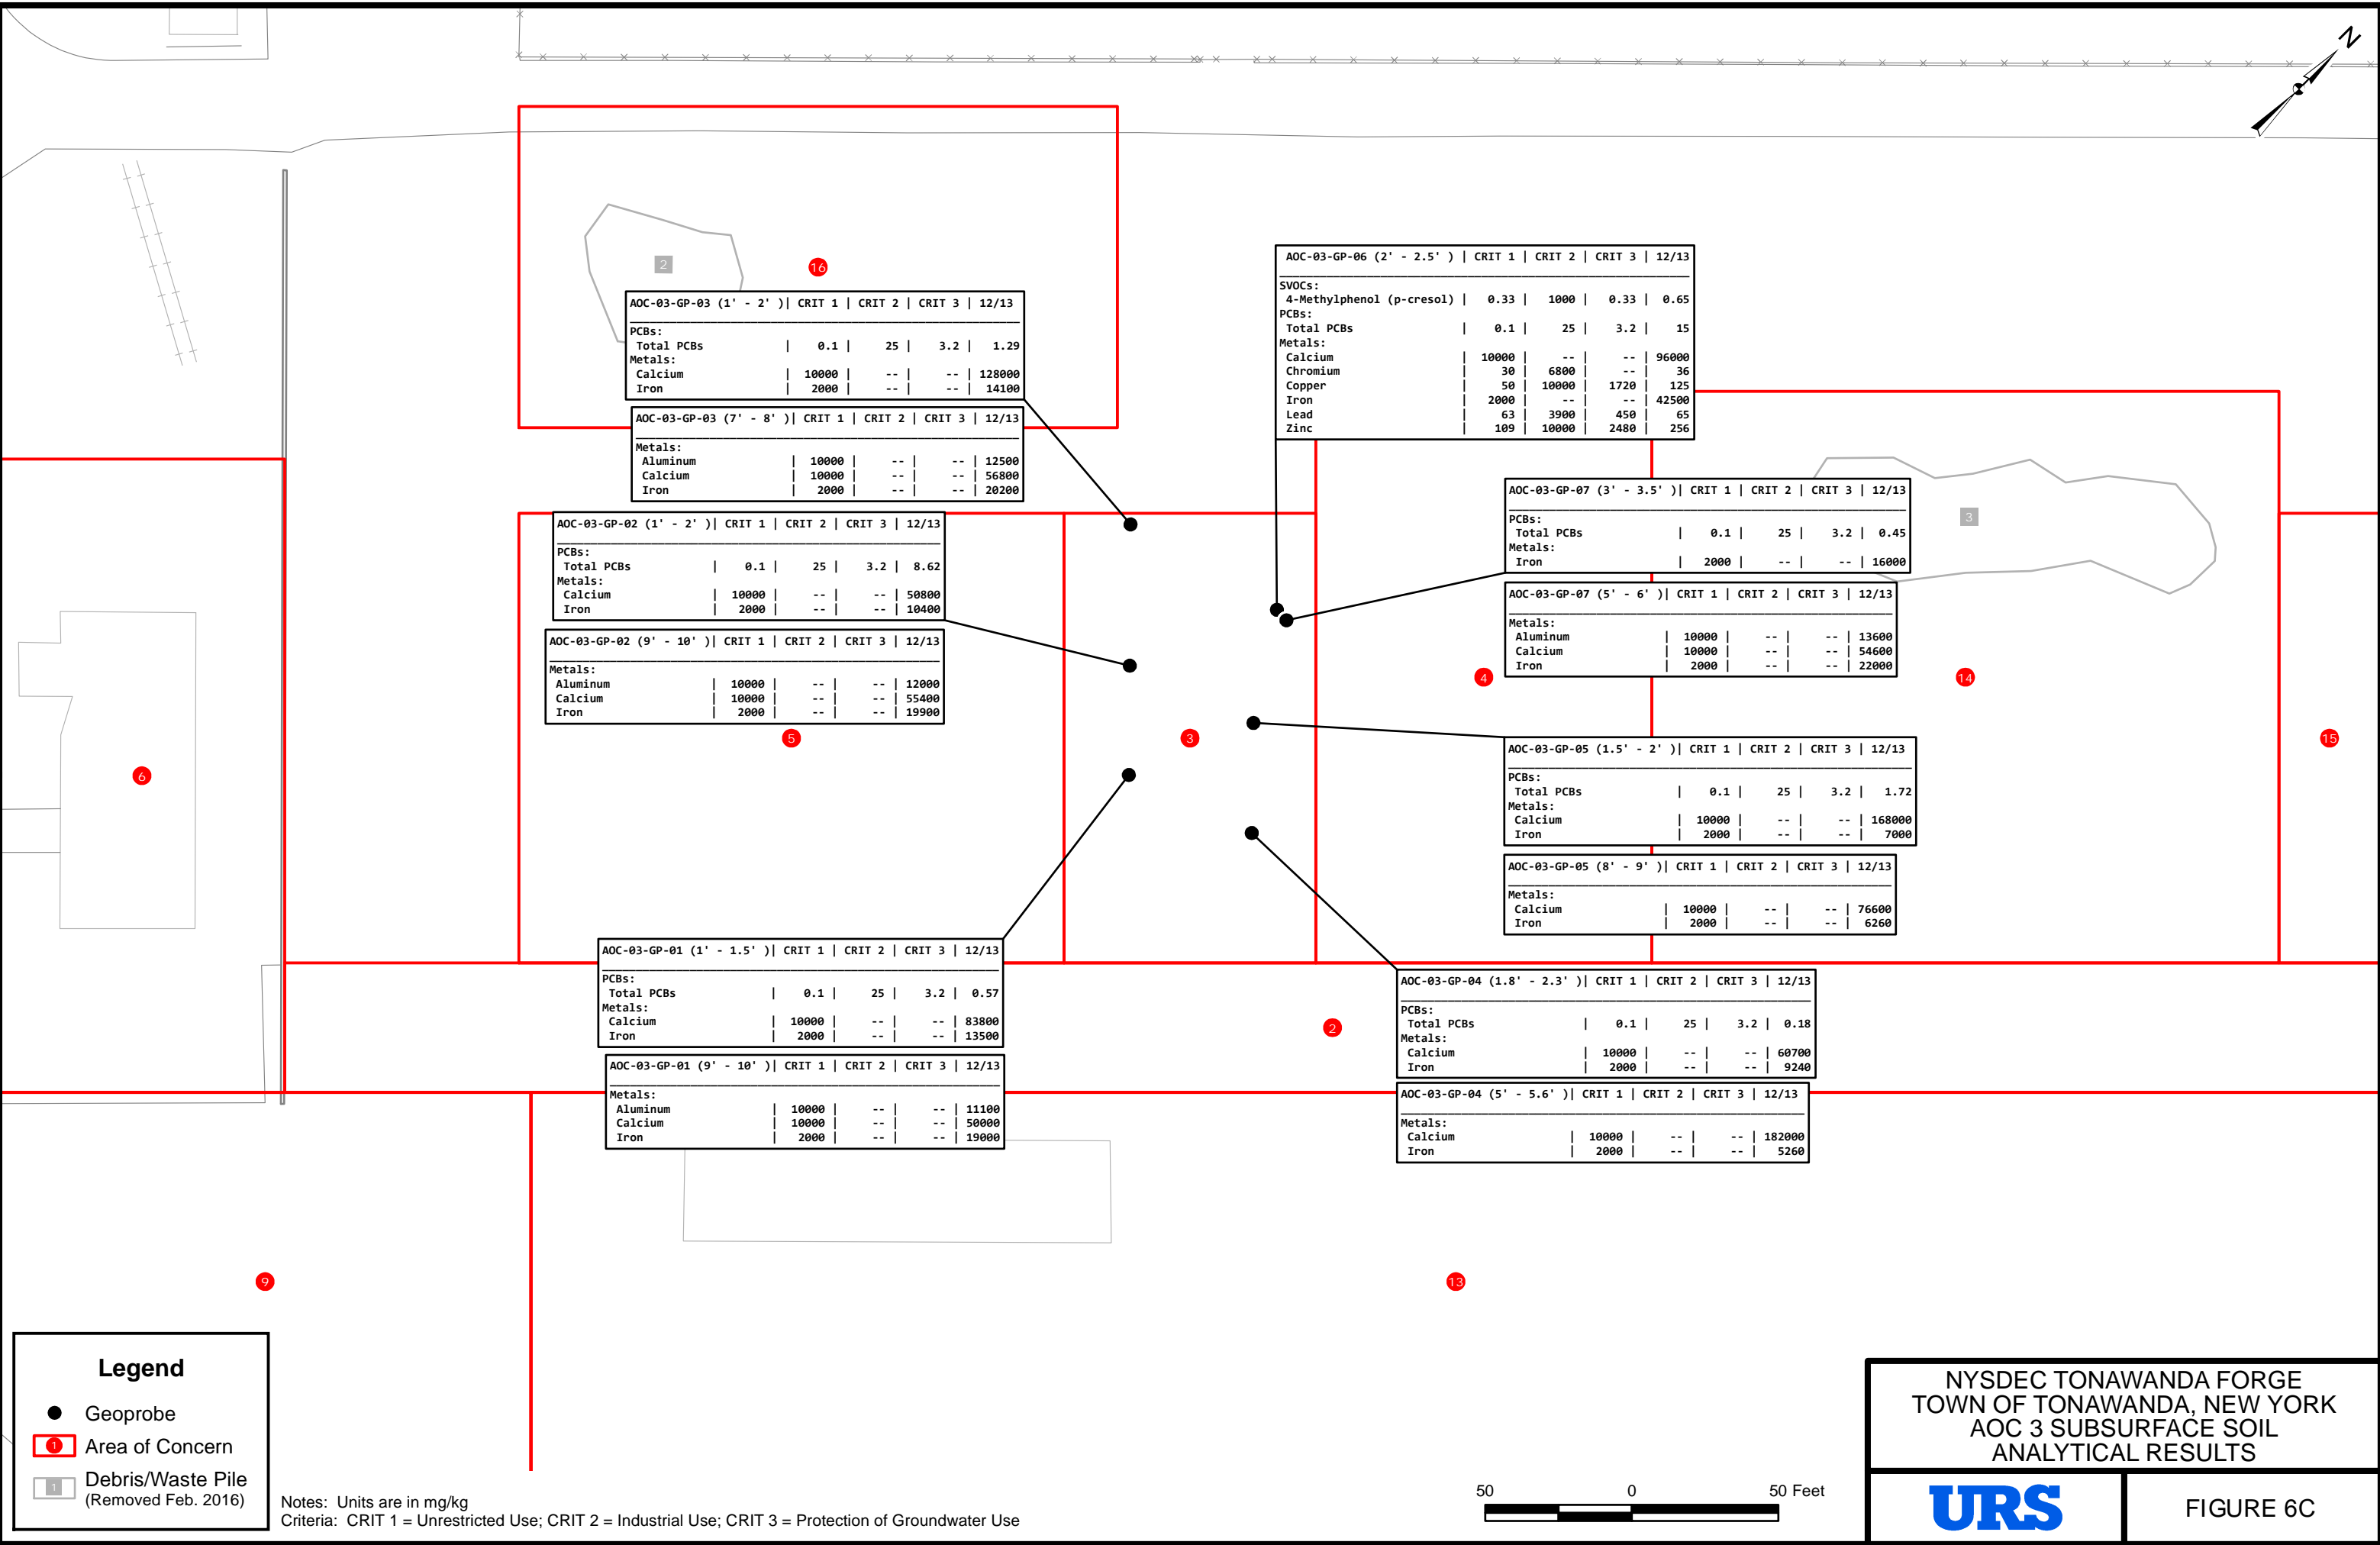 N
2
16
AOC-03-GP-03 (1' - 2' )| CRIT 1 | CRIT 2 | CRIT 3 | 12/13
PCBs:
Total PCBs | 0.1 | 25 | 3.2 | 1.29
Metals:
Calcium | 10000 | -- | -- | 128000
Iron | 2000 | -- | -- | 14100
AOC-03-GP-03 (7' - 8' )| CRIT 1 | CRIT 2 | CRIT 3 | 12/13
Metals:
Aluminum | 10000 | -- | -- | 12500
Calcium | 10000 | -- | -- | 56800
Iron | 2000 | -- | -- | 20200
AOC-03-GP-02 (1' - 2' )| CRIT 1 | CRIT 2 | CRIT 3 | 12/13
PCBs:
Total PCBs | 0.1 | 25 | 3.2 | 8.62
Metals:
Calcium | 10000 | -- | -- | 50800
Iron | 2000 | -- | -- | 10400
AOC-03-GP-02 (9' - 10' )| CRIT 1 | CRIT 2 | CRIT 3 | 12/13
Metals:
Aluminum | 10000 | -- | -- | 12000
Calcium | 10000 | -- | -- | 55400
Iron | 2000 | -- | -- | 19900
AOC-03-GP-06 (2' - 2.5' ) | CRIT 1 | CRIT 2 | CRIT 3 | 12/13
SVOCs:
4-Methylphenol (p-cresol) | 0.33 | 1000 | 0.33 | 0.65
PCBs:
Total PCBs | 0.1 | 25 | 3.2 | 15
Metals:
Calcium | 10000 | -- | -- | 96000
Chromium | 30 | 6800 | -- | 36
Copper | 50 | 10000 | 1720 | 125
Iron | 2000 | -- | -- | 42500
Lead | 63 | 3900 | 450 | 65
Zinc | 109 | 10000 | 2480 | 256
AOC-03-GP-07 (3' - 3.5' )| CRIT 1 | CRIT 2 | CRIT 3 | 12/13
PCBs:
Total PCBs | 0.1 | 25 | 3.2 | 0.45
Metals:
Iron | 2000 | -- | -- | 16000
3
AOC-03-GP-07 (5' - 6' )| CRIT 1 | CRIT 2 | CRIT 3 | 12/13
Metals:
Aluminum | 10000 | -- | -- | 13600
Calcium | 10000 | -- | -- | 54600
Iron | 2000 | -- | -- | 22000
4
14
5
3
15
6
AOC-03-GP-05 (1.5' - 2' )| CRIT 1 | CRIT 2 | CRIT 3 | 12/13
PCBs:
Total PCBs | 0.1 | 25 | 3.2 | 1.72
Metals:
Calcium | 10000 | -- | -- | 168000
Iron | 2000 | -- | -- | 7000
AOC-03-GP-05 (8' - 9' )| CRIT 1 | CRIT 2 | CRIT 3 | 12/13
Metals:
Calcium | 10000 | -- | -- | 76600
Iron | 2000 | -- | -- | 6260
AOC-03-GP-01 (1' - 1.5' )| CRIT 1 | CRIT 2 | CRIT 3 | 12/13
PCBs:
Total PCBs | 0.1 | 25 | 3.2 | 0.57
Metals:
Calcium | 10000 | -- | -- | 83800
Iron | 2000 | -- | -- | 13500
AOC-03-GP-01 (9' - 10' )| CRIT 1 | CRIT 2 | CRIT 3 | 12/13
Metals:
Aluminum | 10000 | -- | -- | 11100
Calcium | 10000 | -- | -- | 50000
Iron | 2000 | -- | -- | 19000
2
AOC-03-GP-04 (1.8' - 2.3' )| CRIT 1 | CRIT 2 | CRIT 3 | 12/13
PCBs:
Total PCBs | 0.1 | 25 | 3.2 | 0.18
Metals:
Calcium | 10000 | -- | -- | 60700
Iron | 2000 | -- | -- | 9240
AOC-03-GP-04 (5' - 5.6' )| CRIT 1 | CRIT 2 | CRIT 3 | 12/13
Metals:
Calcium | 10000 | -- | -- | 182000
Iron | 2000 | -- | -- | 5260
9
13
Legend
Geoprobe
1 Area of Concern
1 Debris/Waste Pile
(Removed Feb. 2016)
Notes: Units are in mg/kg
Criteria: CRIT 1 = Unrestricted Use; CRIT 2 = Industrial Use; CRIT 3 = Protection of Groundwater Use
50 0 50 Feet
NYSDEC TONAWANDA FORGE
TOWN OF TONAWANDA, NEW YORK
AOC 3 SUBSURFACE SOIL
ANALYTICAL RESULTS
URS
FIGURE 6C